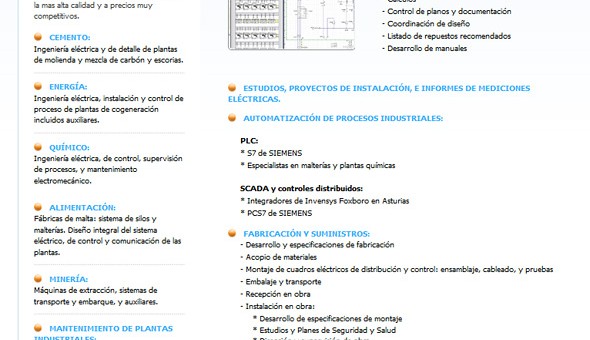 la mas alta calidad y a precios muy
competitivos.
CEMENTO:
Ingeniería eléctrica y de detalle de plantas
de molienda y mezcla de carbón y escorias.
ENERGÍA:
Ingeniería eléctrica, instalación y control de
proceso de plantas de cogeneración
incluidos auxiliares.
QUÍMICO:
Ingeniería eléctrica, de control, supervisión
de procesos, y mantenimiento
electromecánico.
ALIMENTACIÓN:
Fábricas de malta: sistema de silos y
malterías. Diseño integral del sistema
eléctrico, de control y comunicación de las
plantas.
MINERÍA:
Máquinas de extracción, sistemas de
transporte y embarque, y auxiliares.
MANTENIMIENTO DE PLANTAS
INDUSTRIALES:
- Control de planos y documentación
- Coordinación de diseño
- Listado de repuestos recomendados
- Desarrollo de manuales
ESTUDIOS, PROYECTOS DE INSTALACIÓN, E INFORMES DE MEDICIONES
ELÉCTRICAS.
AUTOMATIZACIÓN DE PROCESOS INDUSTRIALES:
PLC:
* S7 de SIEMENS
* Especialistas en malterías y plantas químicas
SCADA y controles distribuidos:
* Integradores de Invensys Foxboro en Asturias
* PCS7 de SIEMENS
FABRICACIÓN Y SUMINISTROS:
- Desarrollo y especificaciones de fabricación
- Acopio de materiales
- Montaje de cuadros eléctricos de distribución y control: ensamblaje, cableado, y pruebas
- Embalaje y transporte
- Recepción en obra
- Instalación en obra:
* Desarrollo de especificaciones de montaje
* Estudios y Planes de Seguridad y Salud